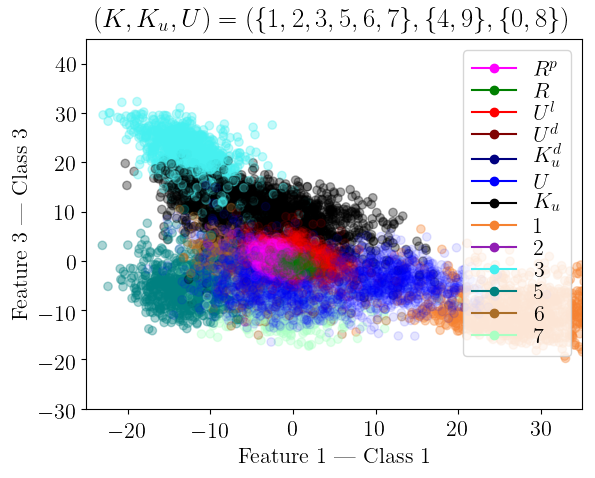 (K, K_u, U) = ({1, 2, 3, 5, 6, 7}, {4, 9}, {0, 8})
Feature 3 — Class 3
40
30
20
10
0
−10
−20
−30
R^p
R
U^l
U^d
K_u^d
U
K_u
1
2
3
5
6
7
−20
−10
0
10
20
30
Feature 1 — Class 1